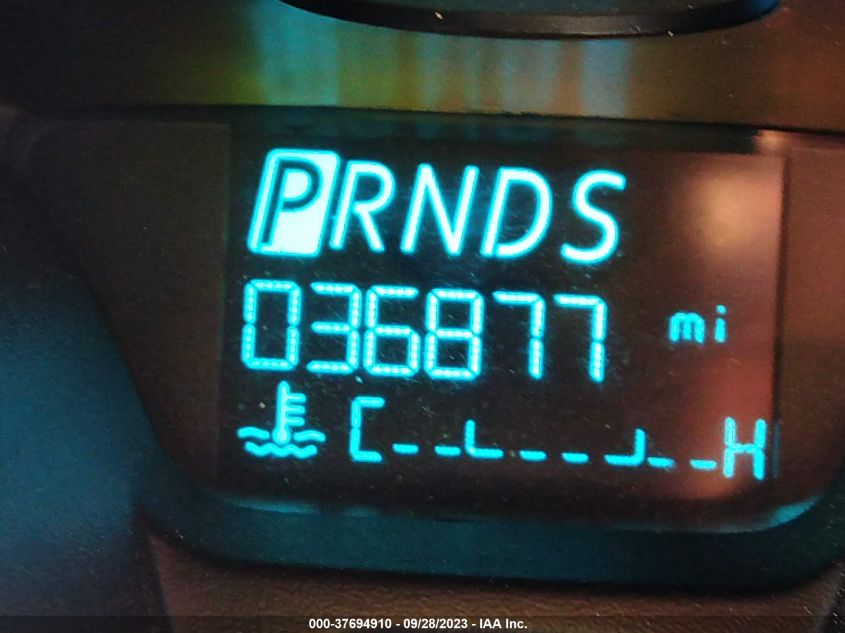 PRNDS
036877 mi
C H
000-37694910 - 09/28/2023 - IAA Inc.